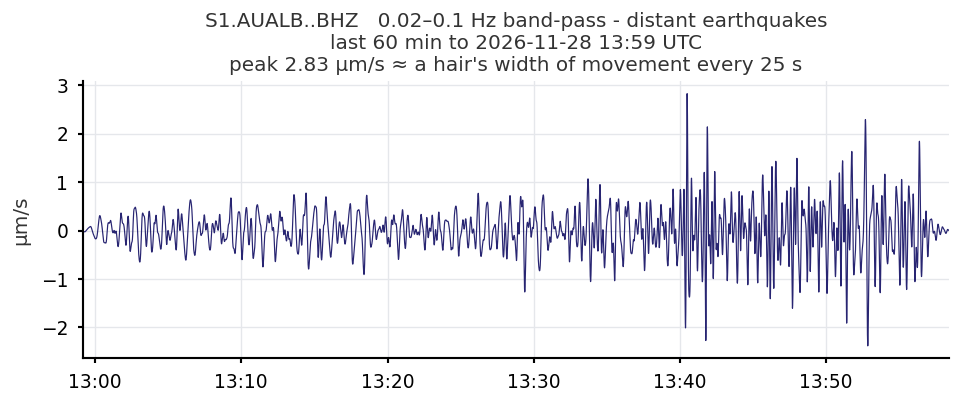 S1.AUALB..BHZ   0.02–0.1 Hz band-pass - distant earthquakes
last 60 min to 2026-11-28 13:59 UTC
peak 2.83 µm/s ≈ a hair's width of movement every 25 s
µm/s
3
2
1
0
−1
−2
13:00 13:10 13:20 13:30 13:40 13:50